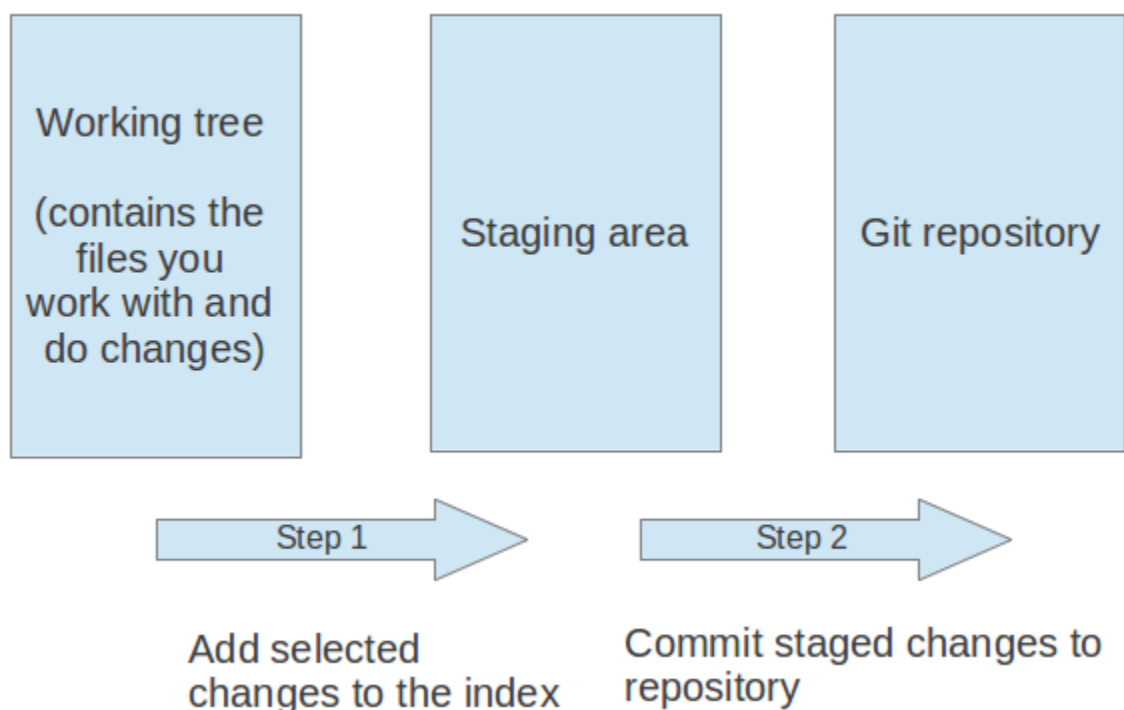 Working tree
(contains the
files you
work with and
do changes)
Staging area
Git repository
Step 1
Step 2
Add selected
changes to the index
Commit staged changes to
repository